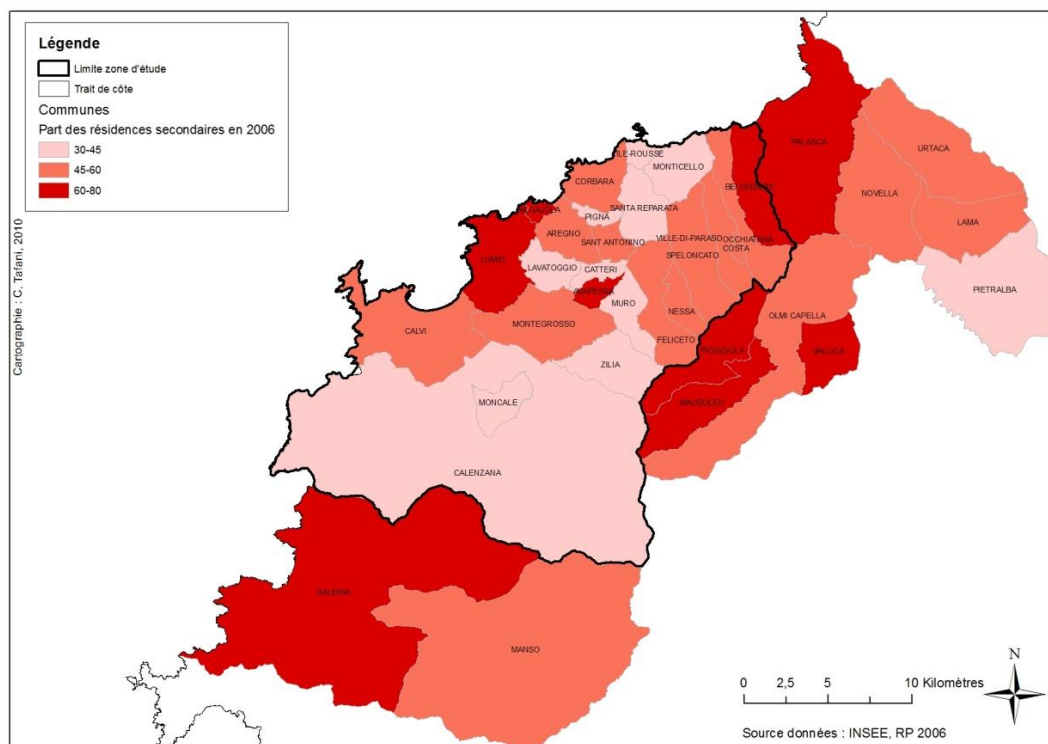 Légende
Limite zone d'étude
Trait de côte
Communes
Part des résidences secondaires en 2006
30-45
45-60
60-80
Cartographie : C. Tafani, 2010
PALASCA
URTACA
NOVELLA
LAMA
PIETRALBA
ILE-ROUSSE
MONTICELLO
CORBARA
BELGODERE
SANTA REPARATA
PIGNA
AREGNO
SANT ANTONINO
VILLE-DI-PARASO
OCCHIATANA
COSTA
SPELONCATO
LUMIO
LAVATOGGIO
CATTERI
AVAPESSA
MURO
NESSA
OLMI CAPELLA
CALVI
MONTEGROSSO
FELICETO
PIOGGIOLA
VALLICA
ZILIA
MONCALE
MAUSOLEO
CALENZANA
GALERIA
MANSO
N
0 2,5 5 10 Kilomètres
Source données : INSEE, RP 2006